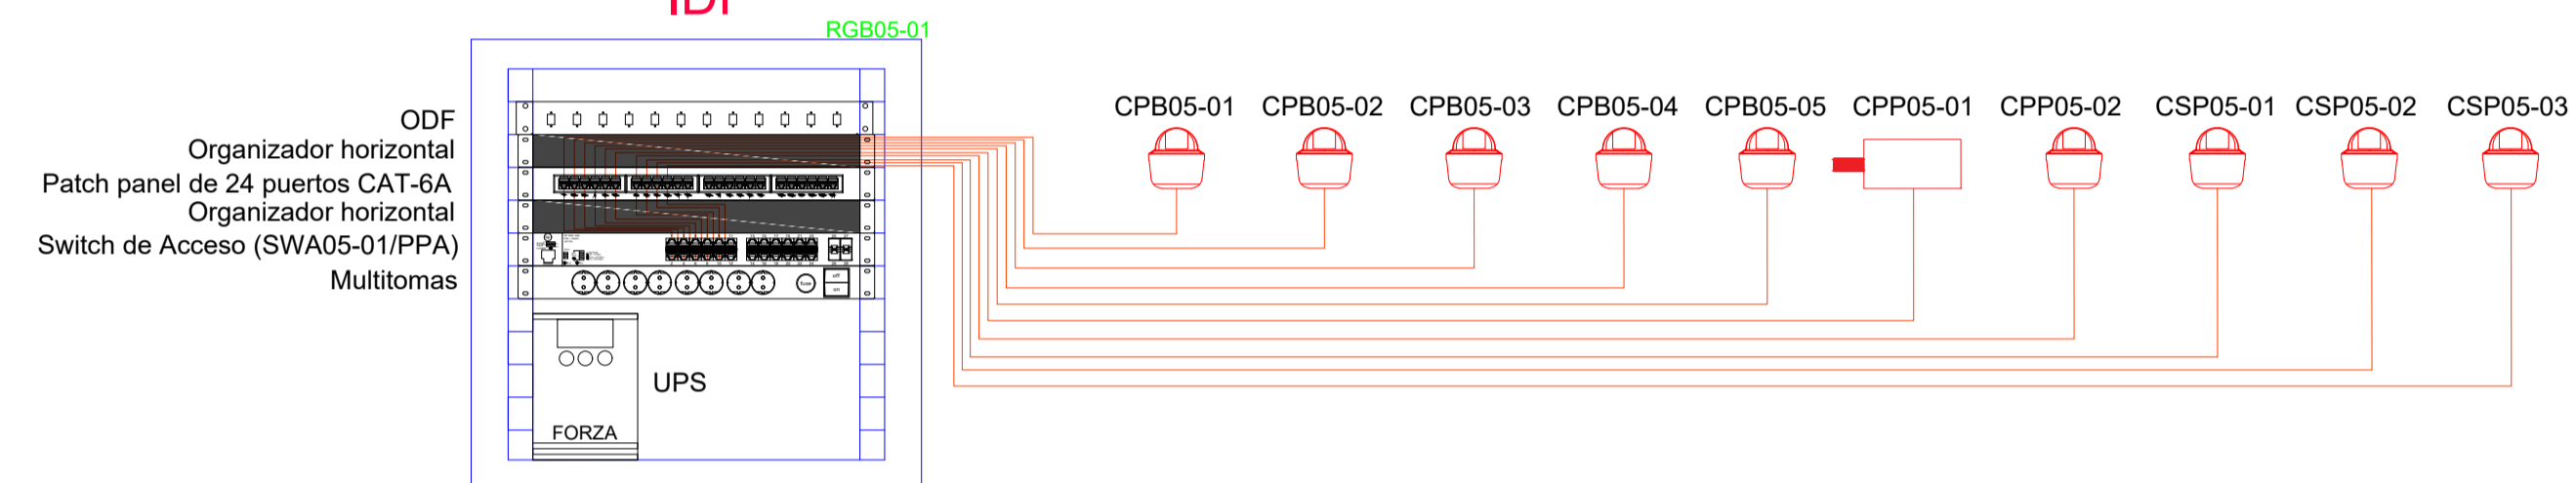 IDF
RGB05-01
CPB05-01 CPB05-02 CPB05-03 CPB05-04 CPB05-05 CPP05-01 CPP05-02 CSP05-01 CSP05-02 CSP05-03
ODF
Organizador horizontal
Patch panel de 24 puertos CAT-6A
Organizador horizontal
Switch de Acceso (SWA05-01/PPA)
Multitomas
off
on
UPS
FORZA